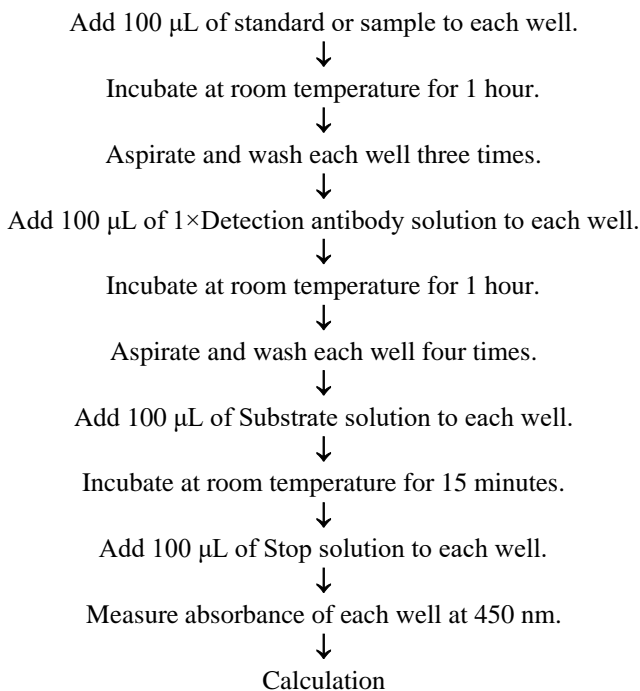 Add 100 μL of standard or sample to each well.
↓
Incubate at room temperature for 1 hour.
↓
Aspirate and wash each well three times.
↓
Add 100 μL of 1×Detection antibody solution to each well.
↓
Incubate at room temperature for 1 hour.
↓
Aspirate and wash each well four times.
↓
Add 100 μL of Substrate solution to each well.
↓
Incubate at room temperature for 15 minutes.
↓
Add 100 μL of Stop solution to each well.
↓
Measure absorbance of each well at 450 nm.
↓
Calculation